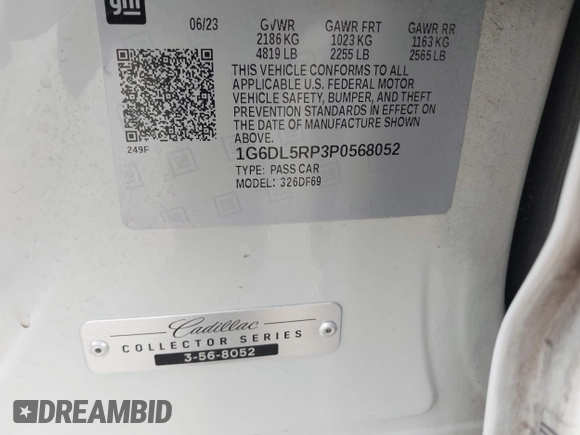 gm
06/23 GVWR GAWR FRT GAWR RR
2186 KG 1023 KG 1163 KG
4819 LB 2255 LB 2565 LB
THIS VEHICLE CONFORMS TO ALL
APPLICABLE U.S. FEDERAL MOTOR
VEHICLE SAFETY, BUMPER, AND THEFT
PREVENTION STANDARDS IN EFFECT ON
THE DATE OF MANUFACTURE SHOWN
ABOVE.
249F
1G6DL5RP3P0568052
TYPE: PASS CAR
MODEL: 326DF69
Cadillac
COLLECTOR SERIES
3-56-8052
DREAMBID